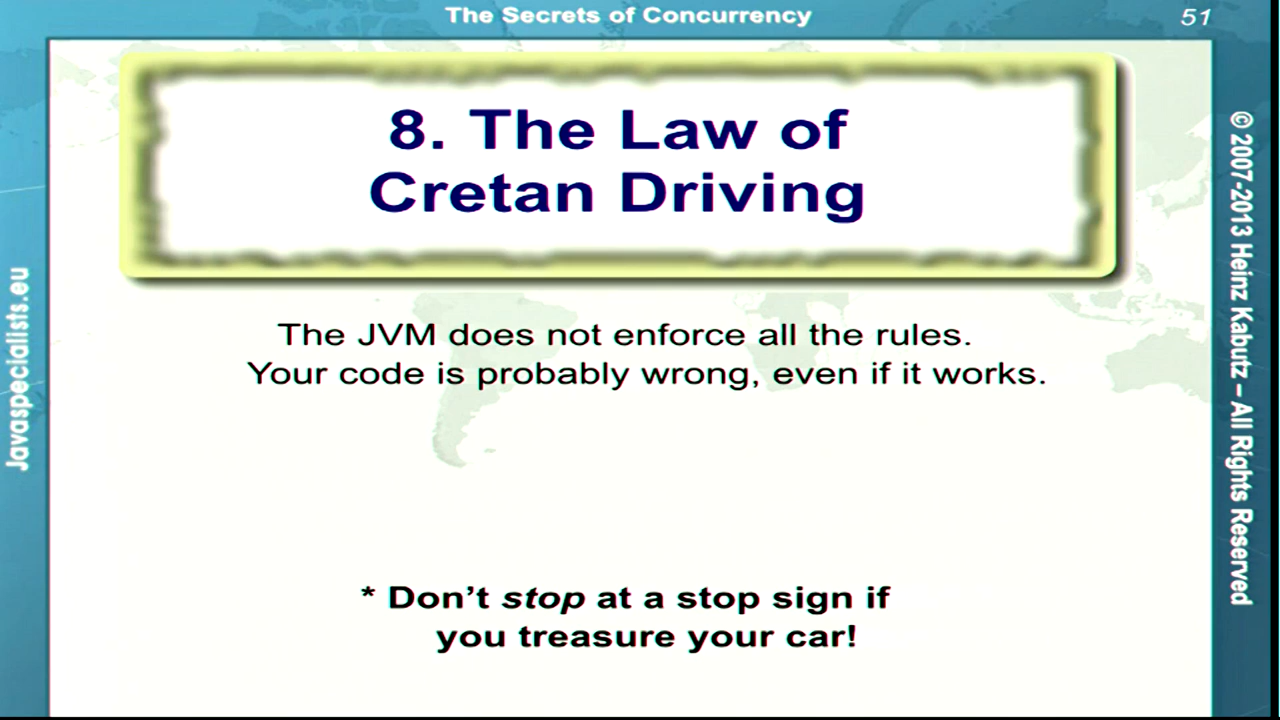 The Secrets of Concurrency
51
8. The Law of
Cretan Driving
The JVM does not enforce all the rules.
Your code is probably wrong, even if it works.
* Don’t stop at a stop sign if
you treasure your car!
Javaspecialists.eu
© 2007-2013 Heinz Kabutz – All Rights Reserved